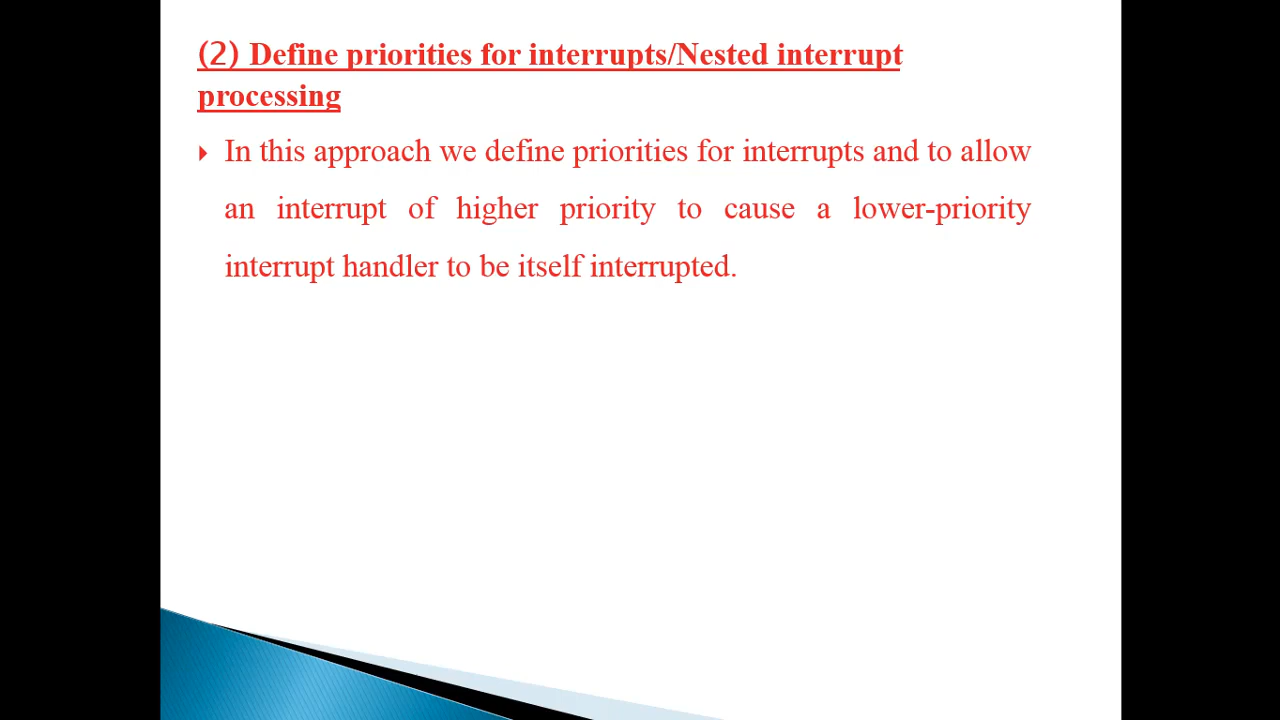 (2) Define priorities for interrupts/Nested interrupt
processing
In this approach we define priorities for interrupts and to allow
an interrupt of higher priority to cause a lower-priority
interrupt handler to be itself interrupted.